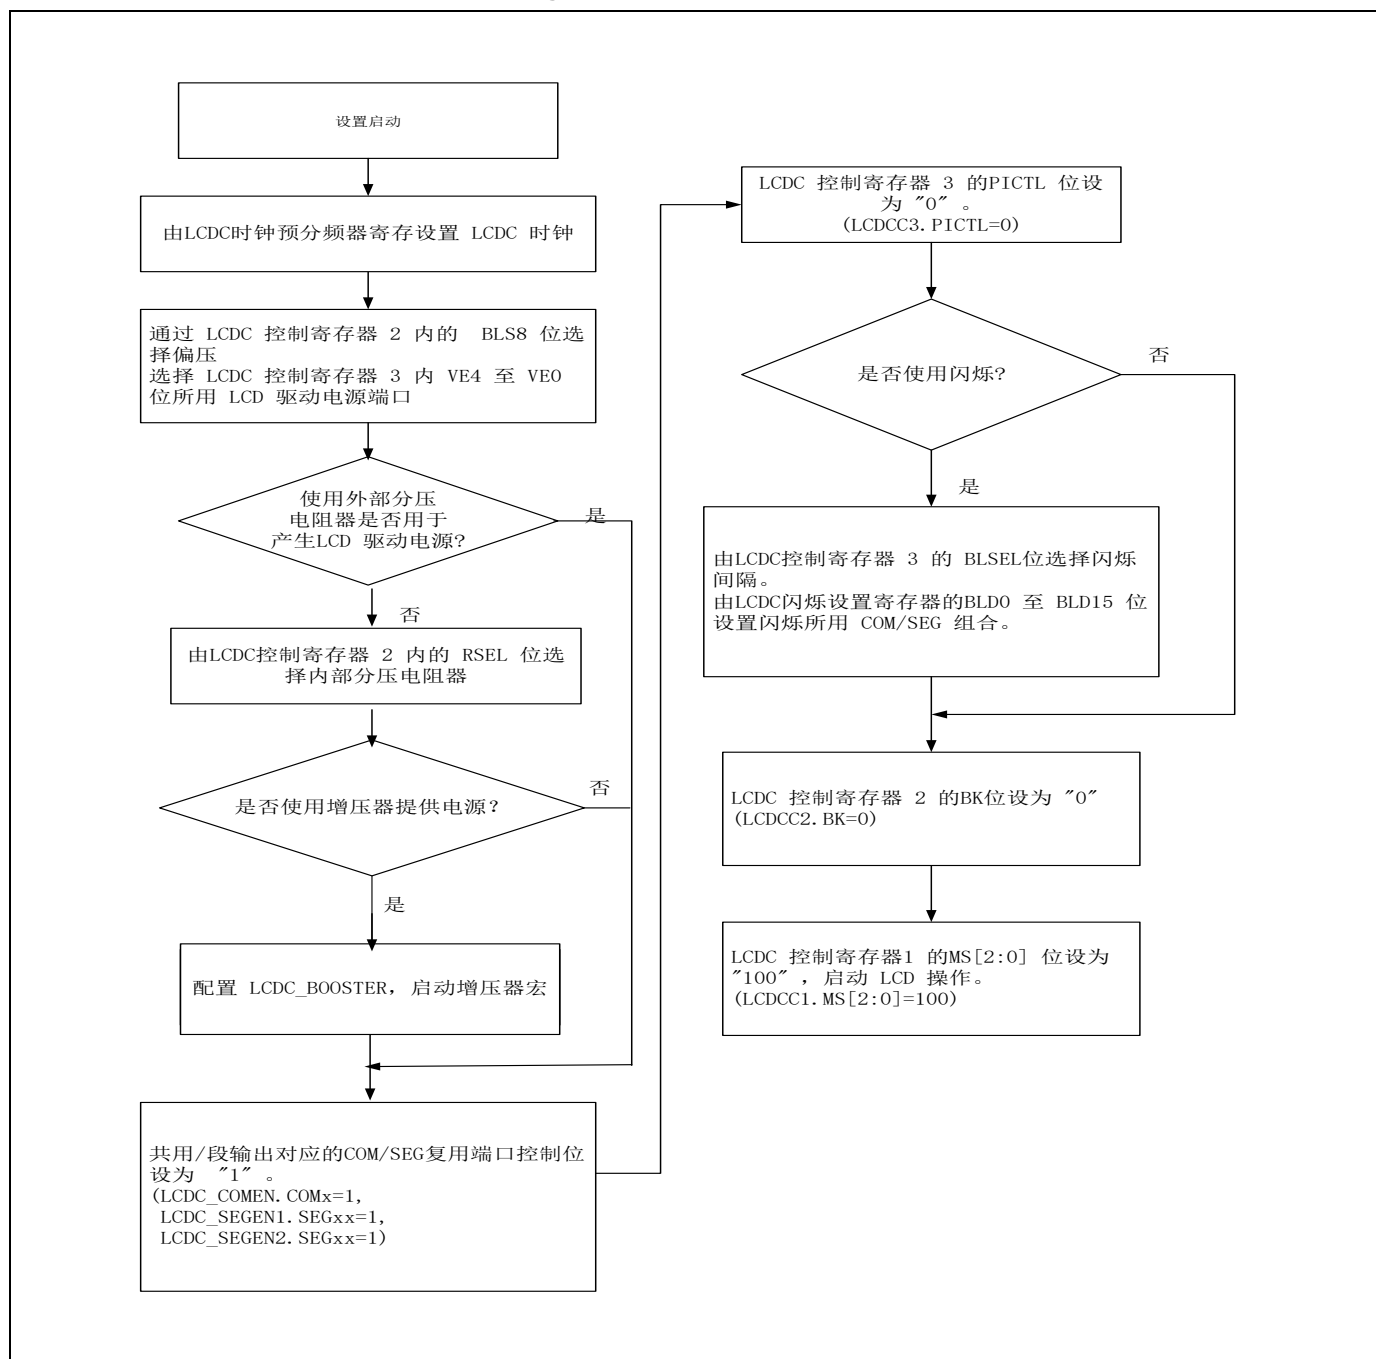 设置启动
由LCDC时钟预分频器寄存设置 LCDC 时钟
通过 LCDC 控制寄存器 2 内的 BLS8 位选
择偏压
选择 LCDC 控制寄存器 3 内 VE4 至 VE0
位所用 LCD 驱动电源端口
使用外部分压
电阻器是否用于
产生LCD 驱动电源?
是
否
由LCDC控制寄存器 2 内的 RSEL 位选
择内部分压电阻器
是否使用增压器提供电源?
否
是
配置 LCDC_BOOSTER，启动增压器宏
共用/段输出对应的COM/SEG复用端口控制位
设为 "1" 。
(LCDC_COMEN.COMx=1,
LCDC_SEGEN1.SEGxx=1,
LCDC_SEGEN2.SEGxx=1)
LCDC 控制寄存器 3 的PICTL 位设
为 "0" 。
(LCDCC3.PICTL=0)
是否使用闪烁?
否
是
由LCDC控制寄存器 3 的 BLSEL位选择闪烁
间隔。
由LCDC闪烁设置寄存器的BLD0 至 BLD15 位
设置闪烁所用 COM/SEG 组合。
LCDC 控制寄存器 2 的BK位设为 "0"
(LCDCC2.BK=0)
LCDC 控制寄存器1 的MS[2:0] 位设为
"100" ，启动 LCD 操作。
(LCDCC1.MS[2:0]=100)